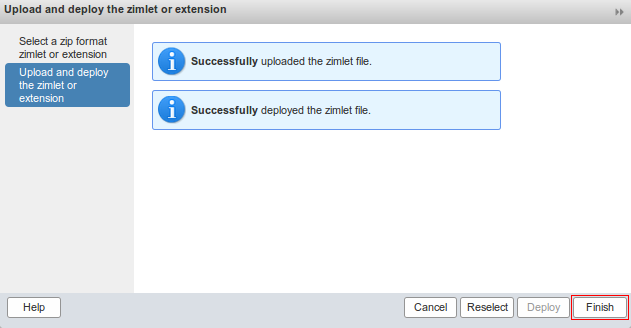 Upload and deploy the zimlet or extension
Select a zip format
zimlet or extension
Upload and deploy
the zimlet or
extension
Successfully uploaded the zimlet file.
Successfully deployed the zimlet file.
Help
Cancel
Reselect
Deploy
Finish